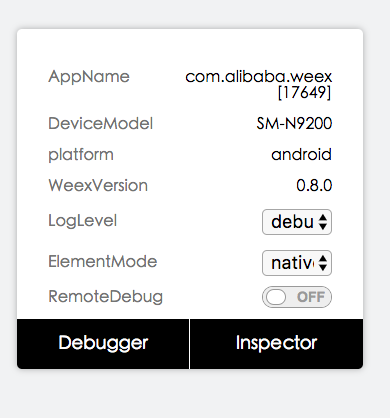 AppName com.alibaba.weex
[17649]
DeviceModel SM-N9200
platform android
WeexVersion 0.8.0
LogLevel debu
ElementMode nativ
RemoteDebug OFF
Debugger Inspector